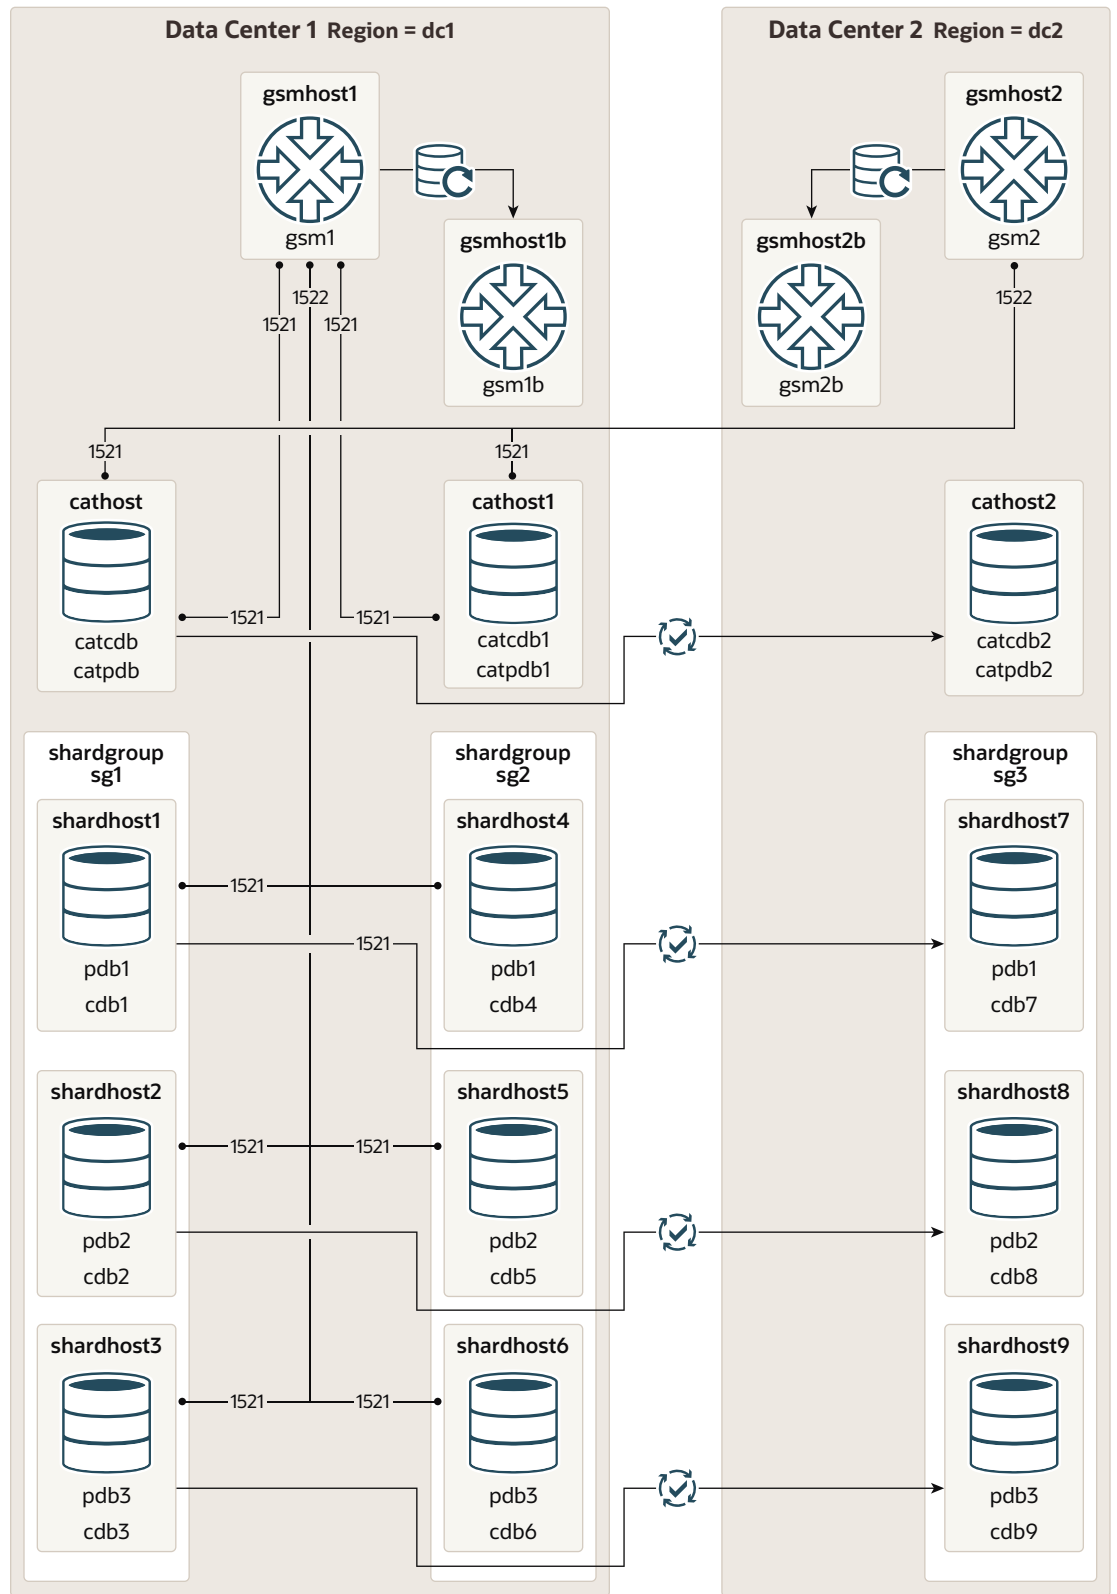 Data Center 1 Region = dc1
Data Center 2 Region = dc2
gsmhost1
gsm1
gsmhost1b
gsm1b
gsmhost2b
gsm2b
gsmhost2
gsm2
1522
1521
1521
1522
1521
1521
cathost
catcdb
catpdb
1521
1521
cathost1
catcdb1
catpdb1
cathost2
catcdb2
catpdb2
shardgroup
sg1
shardgroup
sg2
shardgroup
sg3
shardhost1
pdb1
cdb1
1521
1521
shardhost4
pdb1
cdb4
shardhost7
pdb1
cdb7
shardhost2
pdb2
cdb2
1521
1521
shardhost5
pdb2
cdb5
shardhost8
pdb2
cdb8
shardhost3
pdb3
cdb3
1521
1521
shardhost6
pdb3
cdb6
shardhost9
pdb3
cdb9